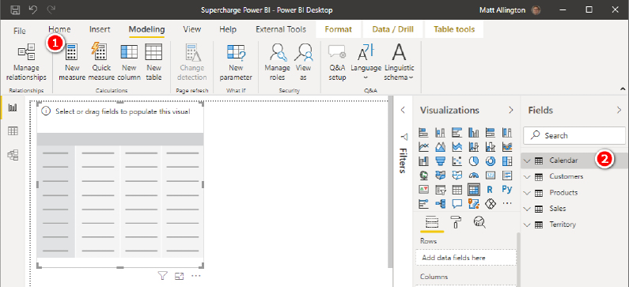 Supercharge Power BI - Power BI Desktop
Matt Allington
File Home Insert Modeling View Help External Tools Format Data / Drill Table tools
1
Manage relationships
New measure
Quick measure
New column
New table
Change detection
New parameter
Manage roles
View as
Q&A setup
Language
Linguistic schema
Relationships Calculations Page refresh What if Security Q&A
Select or drag fields to populate this visual
Filters
Visualizations
R Py
Rows
Add data fields here
Columns
Fields
Search
Calendar
2
Customers
Products
Sales
Territory